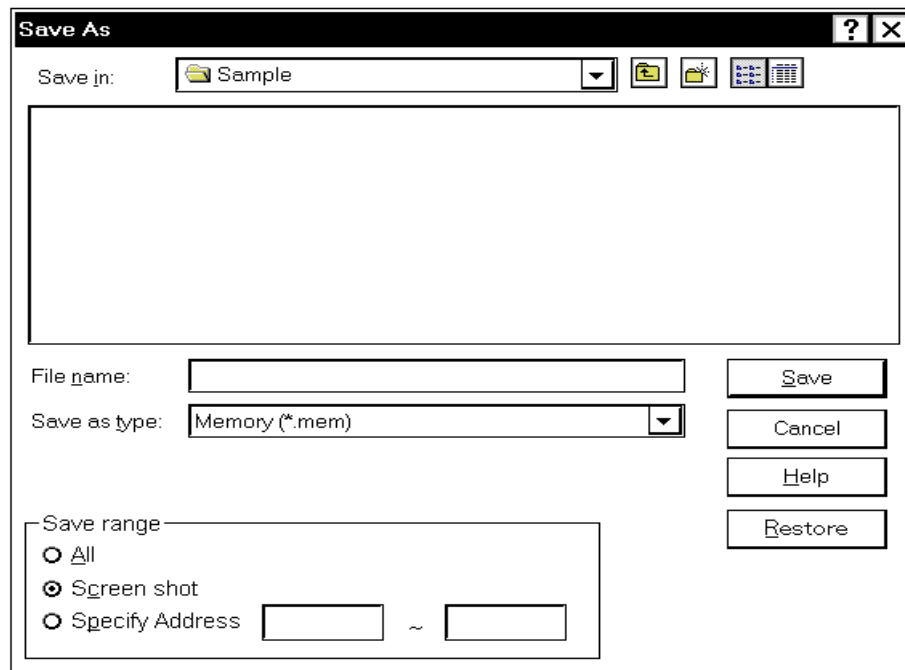 Save As
?
Save in:
Sample
File name:
Save
Save as type:
Memory (*.mem)
Cancel
Help
Restore
Save range
All
Screen shot
Specify Address
~